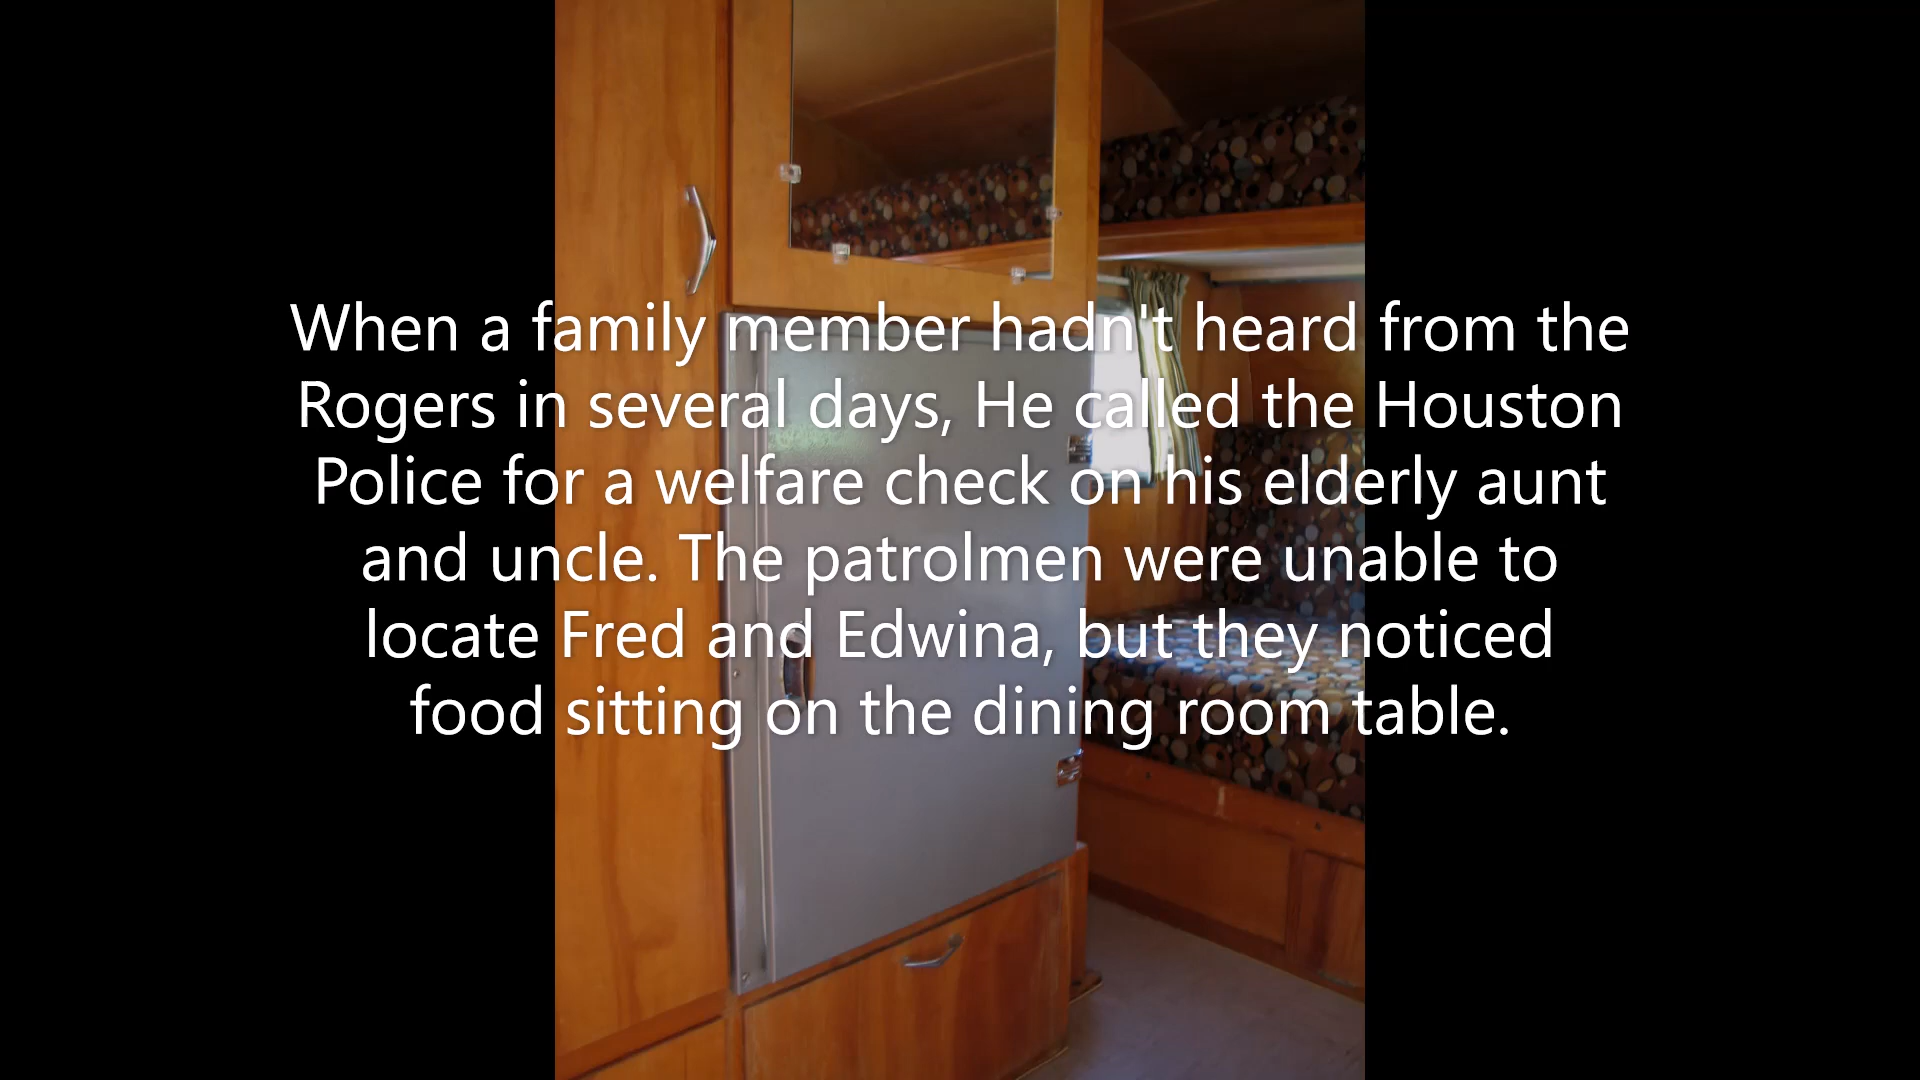 When a family member hadn't heard from the
Rogers in several days, He called the Houston
Police for a welfare check on his elderly aunt
and uncle. The patrolmen were unable to
locate Fred and Edwina, but they noticed
food sitting on the dining room table.